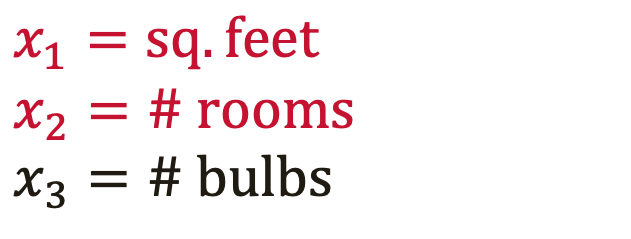 x₁ = sq. feet
x₂ = # rooms
x₃ = # bulbs